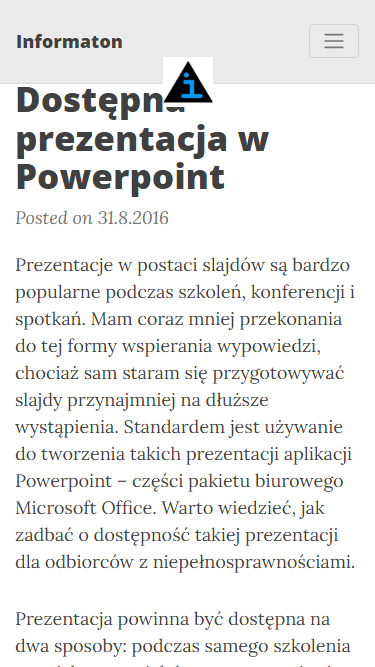 Informaton
Dostępna
prezentacja w
Powerpoint
Posted on 31.8.2016
Prezentacje w postaci slajdów są bardzo
popularne podczas szkoleń, konferencji i
spotkań. Mam coraz mniej przekonania
do tej formy wspierania wypowiedzi,
chociaż sam staram się przygotowywać
slajdy przynajmniej na dłuższe
wystąpienia. Standardem jest używanie
do tworzenia takich prezentacji aplikacji
Powerpoint – części pakietu biurowego
Microsoft Office. Warto wiedzieć, jak
zadbać o dostępność takiej prezentacji
dla odbiorców z niepełnosprawnościami.
Prezentacja powinna być dostępna na
dwa sposoby: podczas samego szkolenia